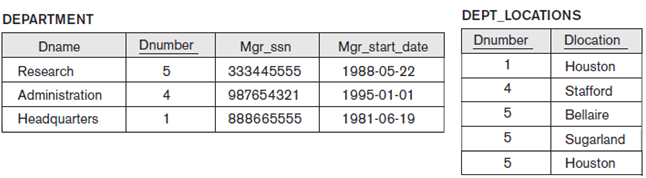 DEPARTMENT
Dname Dnumber Mgr_ssn Mgr_start_date
Research 5 333445555 1988-05-22
Administration 4 987654321 1995-01-01
Headquarters 1 888665555 1981-06-19
DEPT_LOCATIONS
Dnumber Dlocation
1 Houston
4 Stafford
5 Bellaire
5 Sugarland
5 Houston